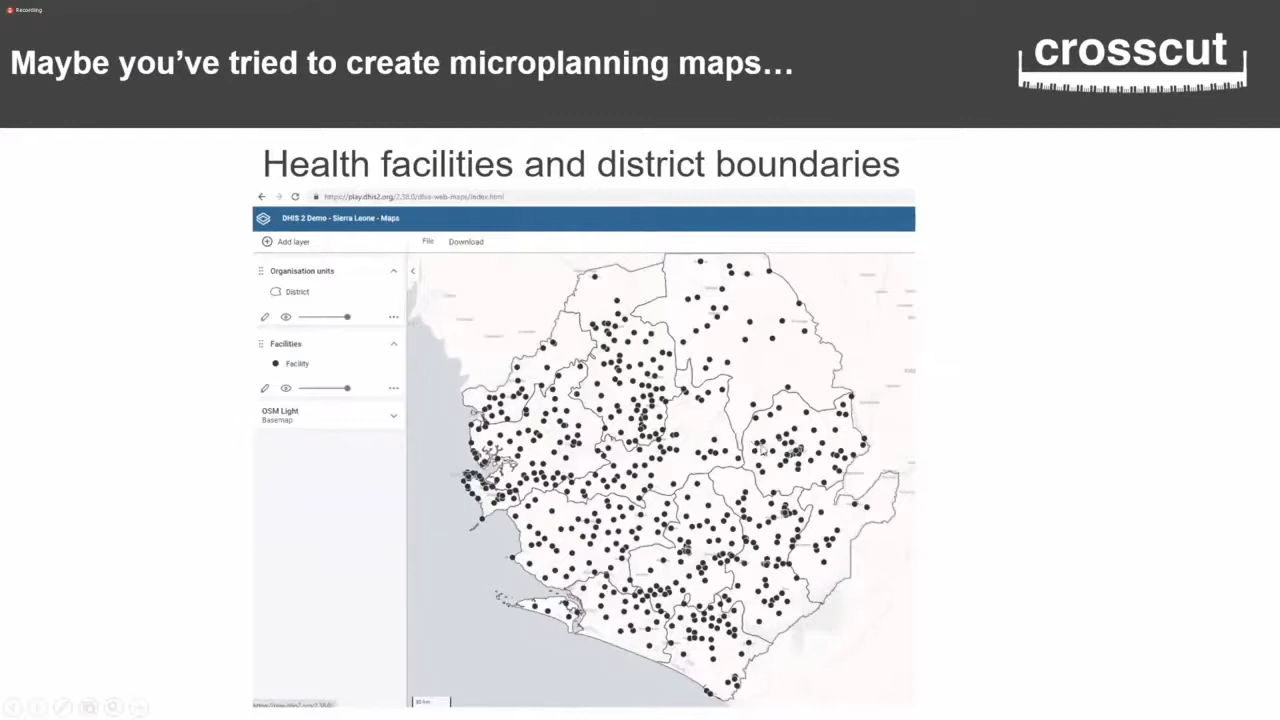 Recording
Maybe you've tried to create microplanning maps...
crosscut
Health facilities and district boundaries
https://play.dhis2.org/2.38.0/dhis-web-maps/index.html
DHIS 2 Demo - Sierra Leone - Maps
Add layer
File
Download
Organisation units
District
Facilities
Facility
OSM Light
Basemap